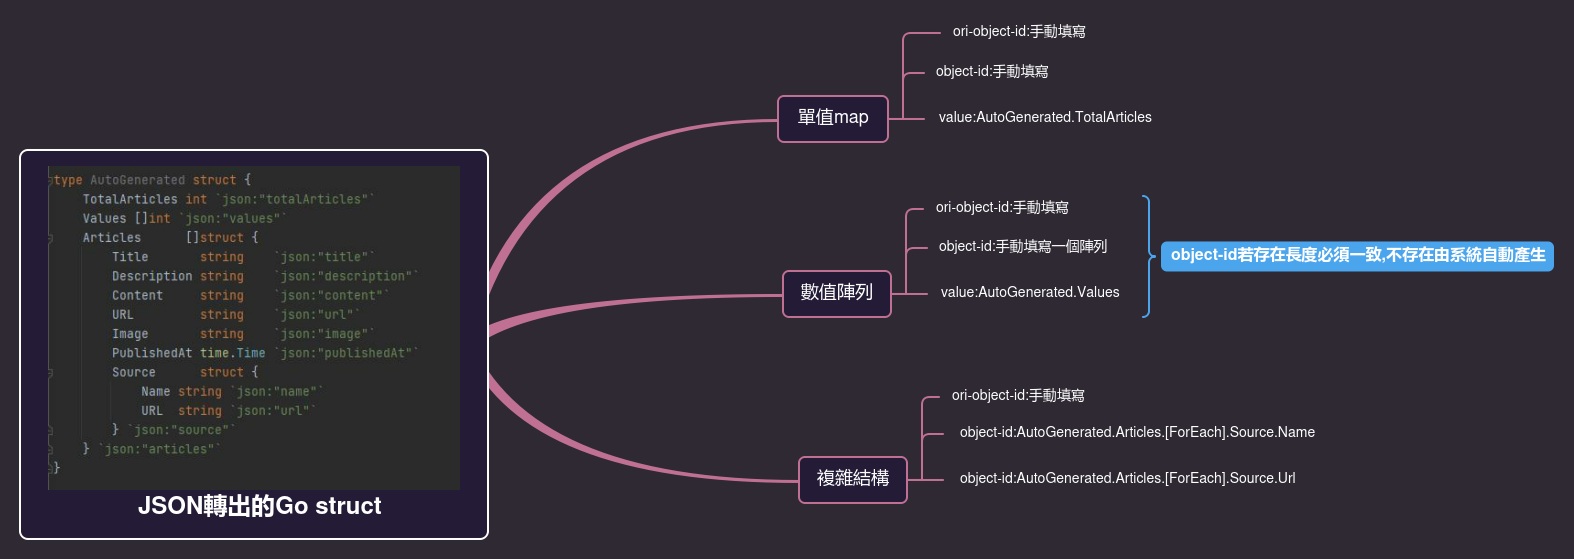 type AutoGenerated struct {
TotalArticles int `json:"totalArticles"`
Values []int `json:"values"`
Articles []struct {
Title string `json:"title"`
Description string `json:"description"`
Content string `json:"content"`
URL string `json:"url"`
Image string `json:"image"`
PublishedAt time.Time `json:"publishedAt"`
Source struct {
Name string `json:"name"`
URL string `json:"url"`
} `json:"source"`
} `json:"articles"`
}
JSON轉出的Go struct
單值map
ori-object-id:手動填寫
object-id:手動填寫
value:AutoGenerated.TotalArticles
數值陣列
ori-object-id:手動填寫
object-id:手動填寫一個陣列
value:AutoGenerated.Values
object-id若存在長度必須一致,不存在由系統自動產生
複雜結構
ori-object-id:手動填寫
object-id:AutoGenerated.Articles.[ForEach].Source.Name
object-id:AutoGenerated.Articles.[ForEach].Source.Url